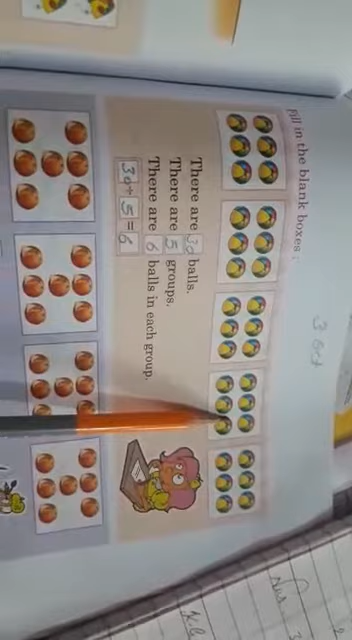 Fill in the blank boxes :
There are 30 balls.
There are 5 groups.
There are 6 balls in each group.
30÷5=6